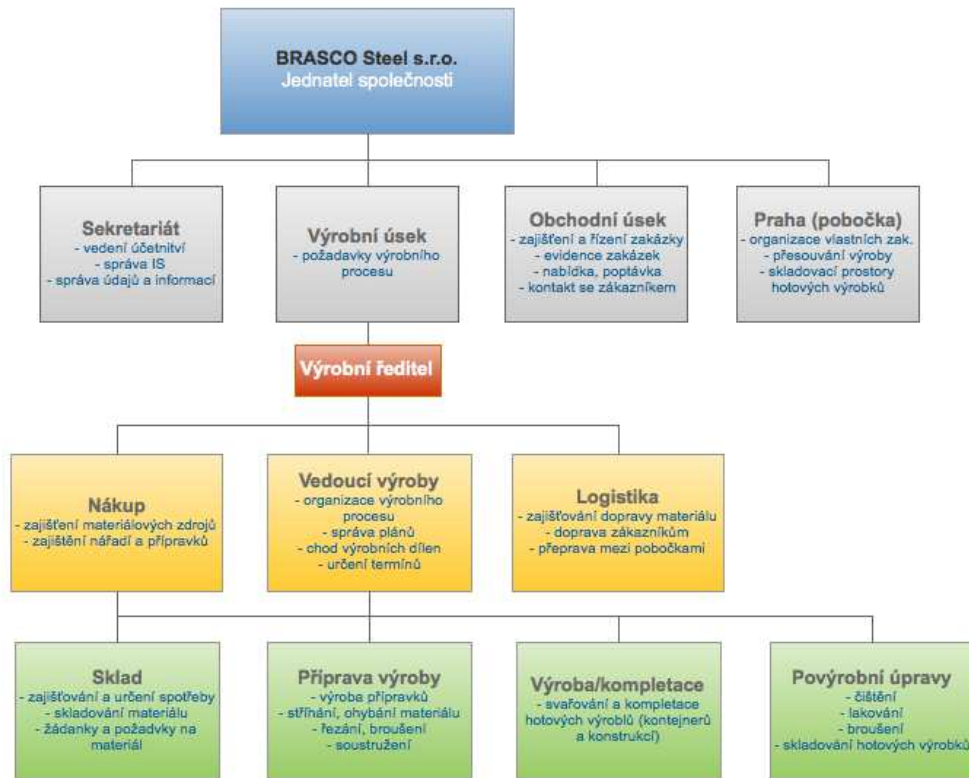 BRASCO Steel s.r.o.
Jednatel společnosti
Sekretariát
- vedení účetnitví
- správa IS
- správa údajů a informací
Výrobní úsek
- požadavky výrobního
procesu
Obchodní úsek
- zajišťení a řízení zakázky
- evidence zakázek
- nabídka, poptávka
- kontakt se zákazníkem
Praha (pobočka)
- organizace vlastních zak.
- přesouvání výroby
- skladovací prostory
hotových výrobků
Výrobní ředitel
Nákup
- zajišťení materiálových zdrojů
- zajištění nářadí a přípravků
Vedoucí výroby
- organizace výrobního
procesu
- správa plánů
- chod výrobních dílen
- určení termínů
Logistika
- zajišťování dopravy materiálu
- doprava zákazníkům
- přeprava mezi pobočkami
Sklad
- zajišťování a určení spotřeby
- skladování materiálu
- žádanky a požadvky na
materiál
Příprava výroby
- výroba přípravků
- stříhání, ohybání materiálu
- řezání, broušení
- soustružení
Výroba/kompletace
- svařování a kompletace
hotových výroblů (kontejnerů
a konstrukcí)
Povýrobní úpravy
- čištění
- lakování
- broušení
- skladování hotových výrobků